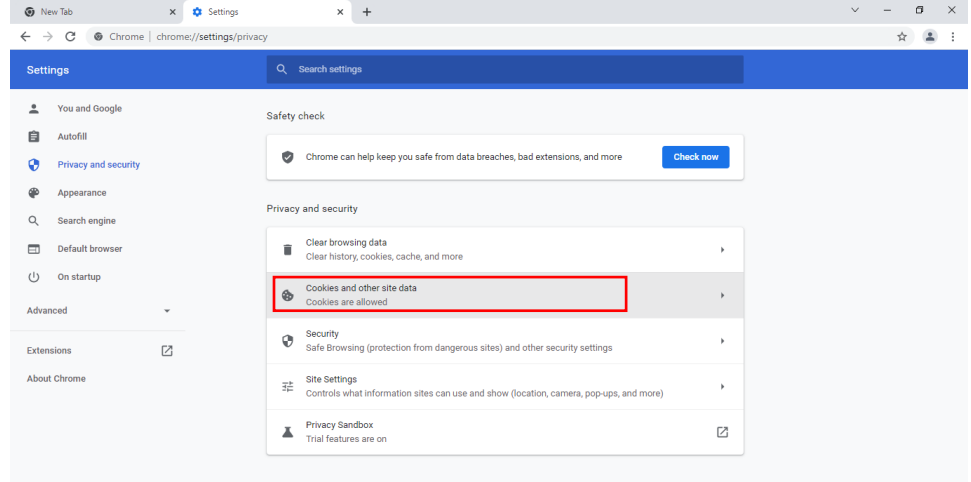 New Tab
Settings
Chrome | chrome://settings/privacy
Settings
Search settings
You and Google
Autofill
Privacy and security
Appearance
Search engine
Default browser
On startup
Advanced
Extensions
About Chrome
Safety check
Chrome can help keep you safe from data breaches, bad extensions, and more
Check now
Privacy and security
Clear browsing data
Clear history, cookies, cache, and more
Cookies and other site data
Cookies are allowed
Security
Safe Browsing (protection from dangerous sites) and other security settings
Site Settings
Controls what information sites can use and show (location, camera, pop-ups, and more)
Privacy Sandbox
Trial features are on